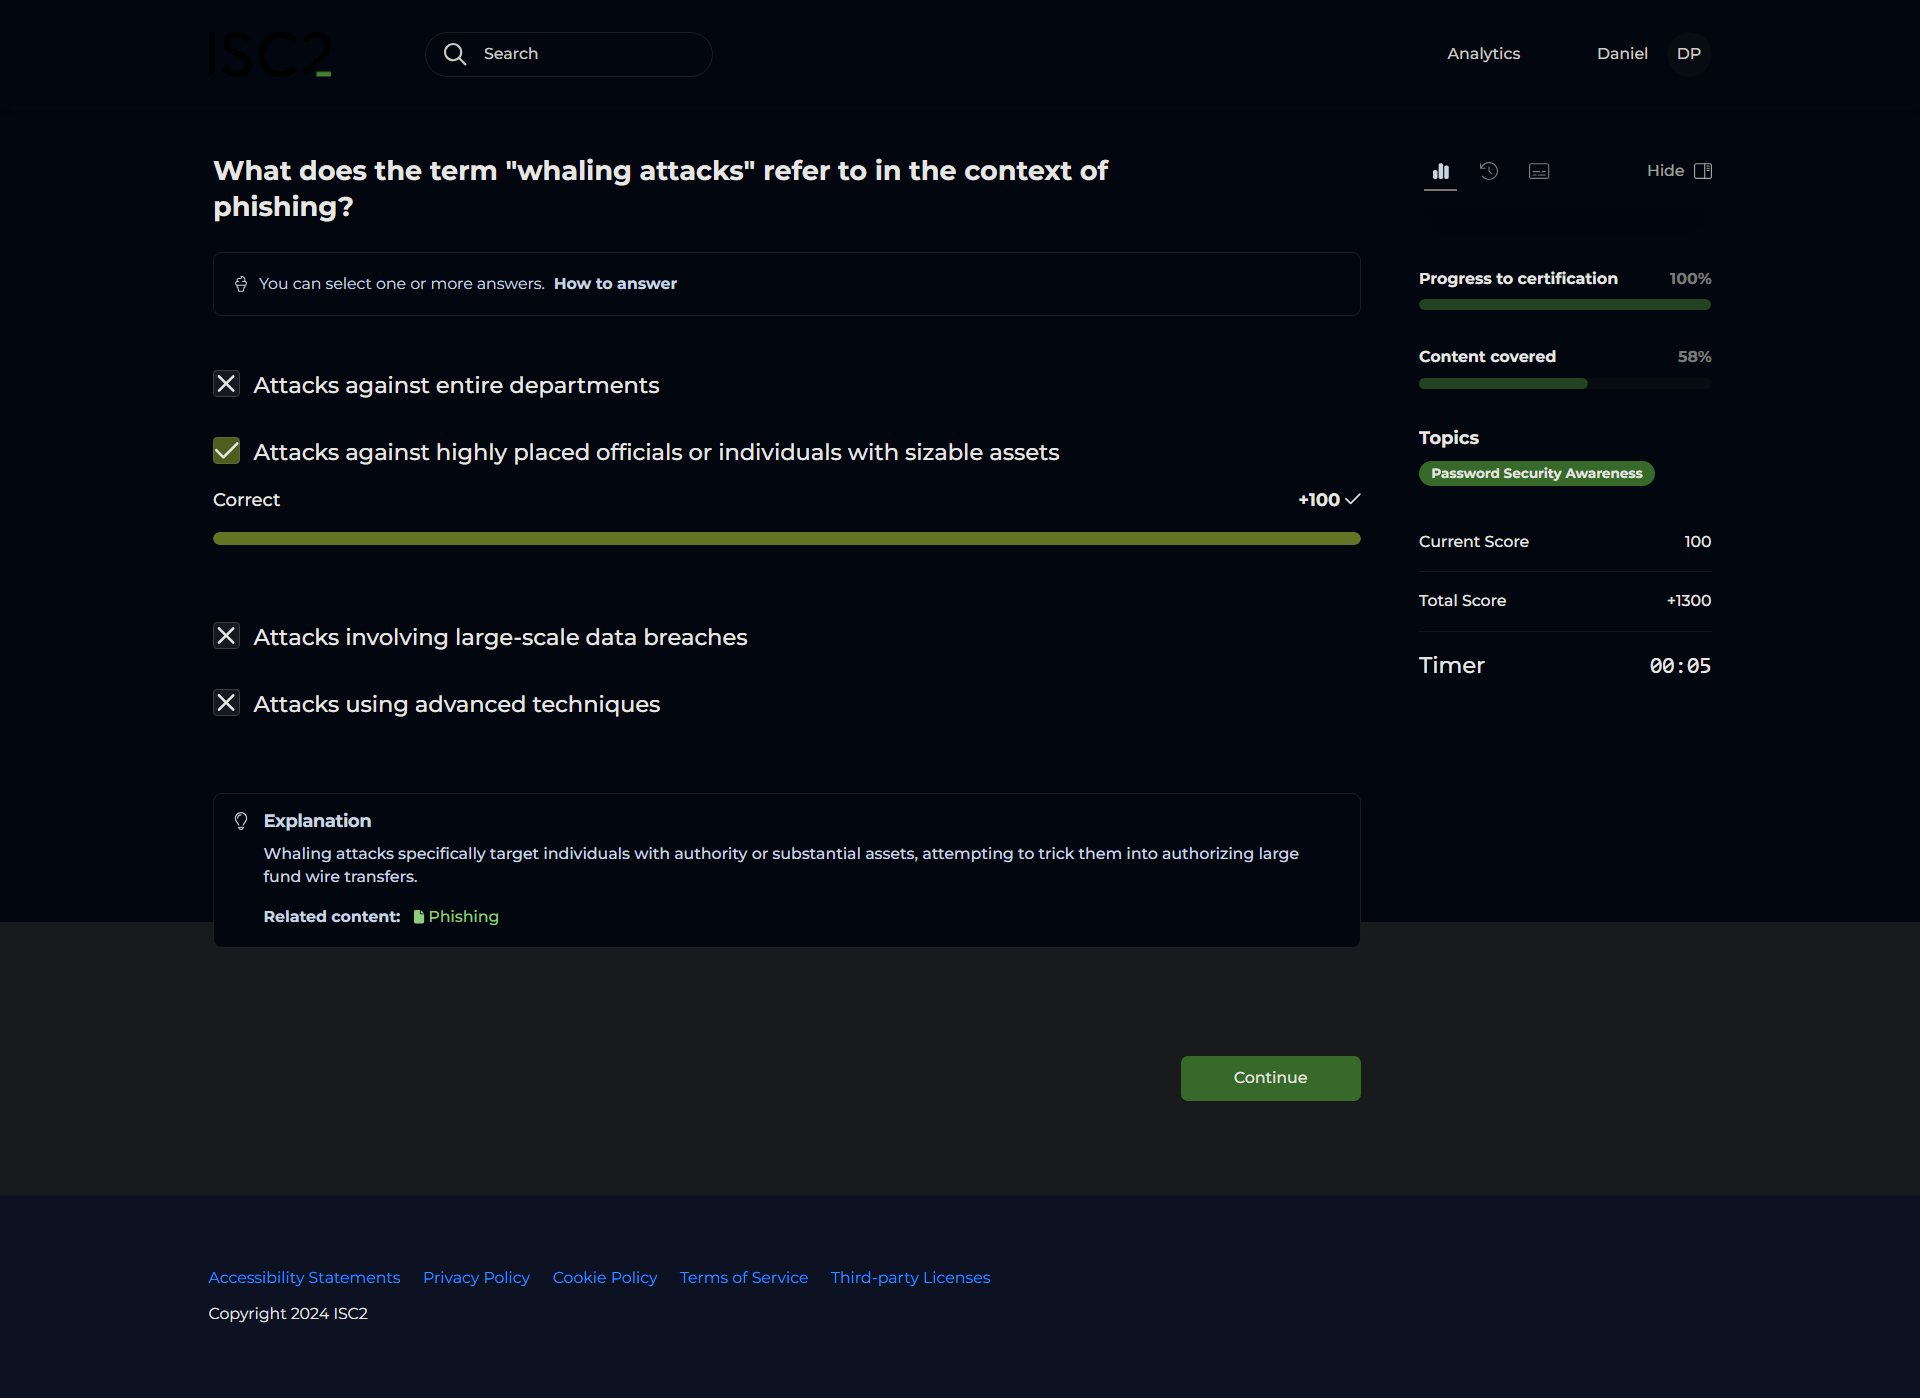 ISC2
Search
Analytics
Daniel
DP
What does the term "whaling attacks" refer to in the context of
phishing?
You can select one or more answers. How to answer
Attacks against entire departments
Attacks against highly placed officials or individuals with sizable assets
Correct
+100
Attacks involving large-scale data breaches
Attacks using advanced techniques
Explanation
Whaling attacks specifically target individuals with authority or substantial assets, attempting to trick them into authorizing large
fund wire transfers.
Related content: Phishing
Continue
Hide
Progress to certification 100%
Content covered 58%
Topics
Password Security Awareness
Current Score 100
Total Score +1300
Timer 00:05
Accessibility Statements Privacy Policy Cookie Policy Terms of Service Third-party Licenses
Copyright 2024 ISC2